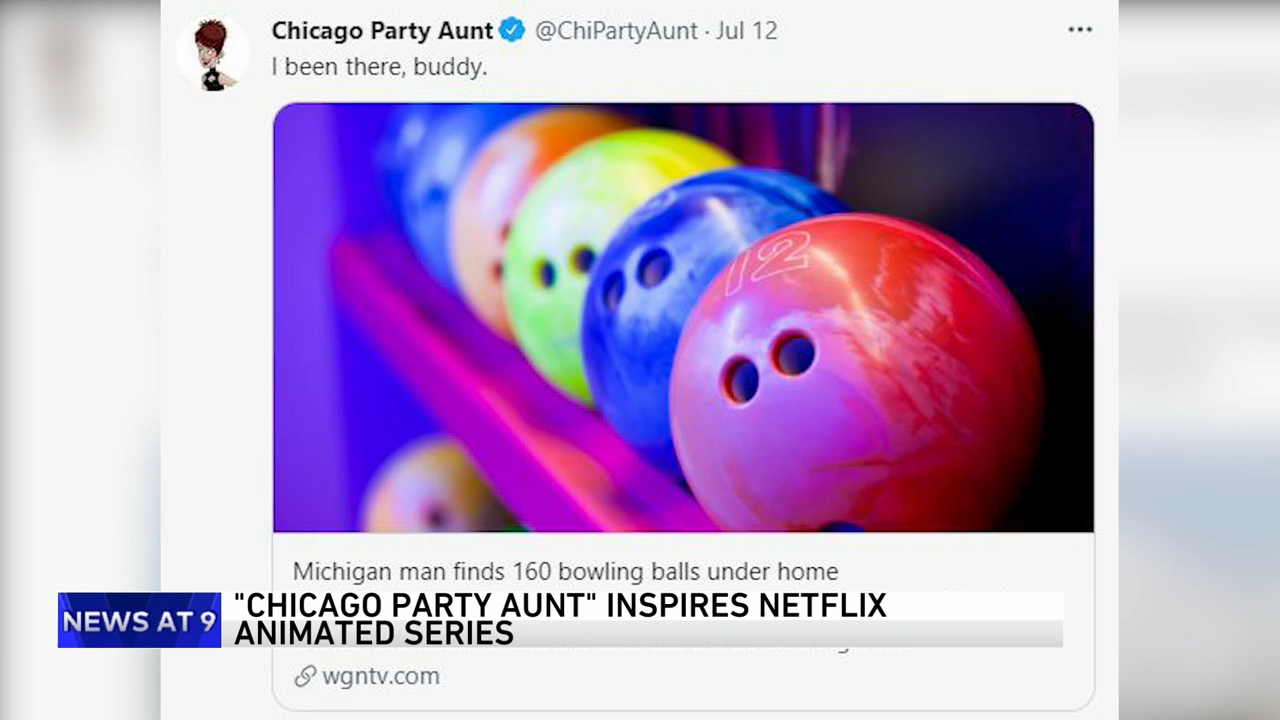 Chicago Party Aunt @ChiPartyAunt · Jul 12 ...
I been there, buddy.
12
Michigan man finds 160 bowling balls under home
NEWS AT 9
"CHICAGO PARTY AUNT" INSPIRES NETFLIX
ANIMATED SERIES
wgntv.com